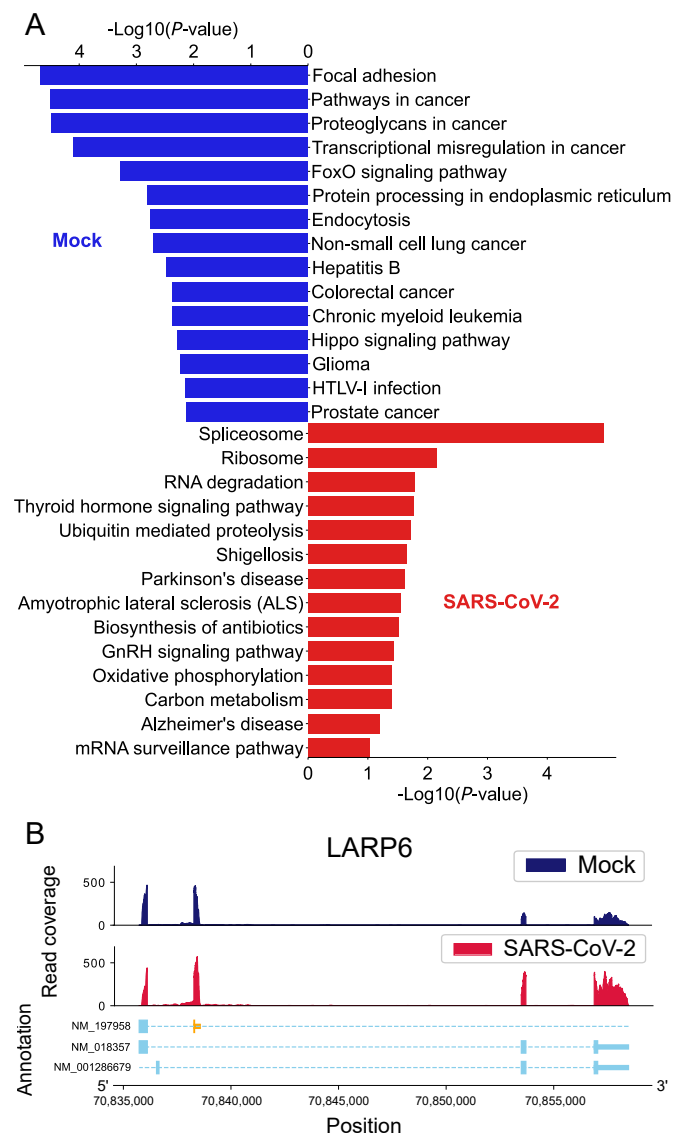 A
-Log10(P-value)
4 3 2 1 0
Focal adhesion
Pathways in cancer
Proteoglycans in cancer
Transcriptional misregulation in cancer
FoxO signaling pathway
Protein processing in endoplasmic reticulum
Endocytosis
Mock
Non-small cell lung cancer
Hepatitis B
Colorectal cancer
Chronic myeloid leukemia
Hippo signaling pathway
Glioma
HTLV-I infection
Prostate cancer
Spliceosome
Ribosome
RNA degradation
Thyroid hormone signaling pathway
Ubiquitin mediated proteolysis
Shigellosis
Parkinson's disease
Amyotrophic lateral sclerosis (ALS)
SARS-CoV-2
Biosynthesis of antibiotics
GnRH signaling pathway
Oxidative phosphorylation
Carbon metabolism
Alzheimer's disease
mRNA surveillance pathway
0 1 2 3 4
-Log10(P-value)
B
LARP6
Mock
Read coverage
500
0
SARS-CoV-2
500
0
Annotation
NM_197958
NM_018357
NM_001286679
5' 3'
70,835,000 70,840,000 70,845,000 70,850,000 70,855,000
Position